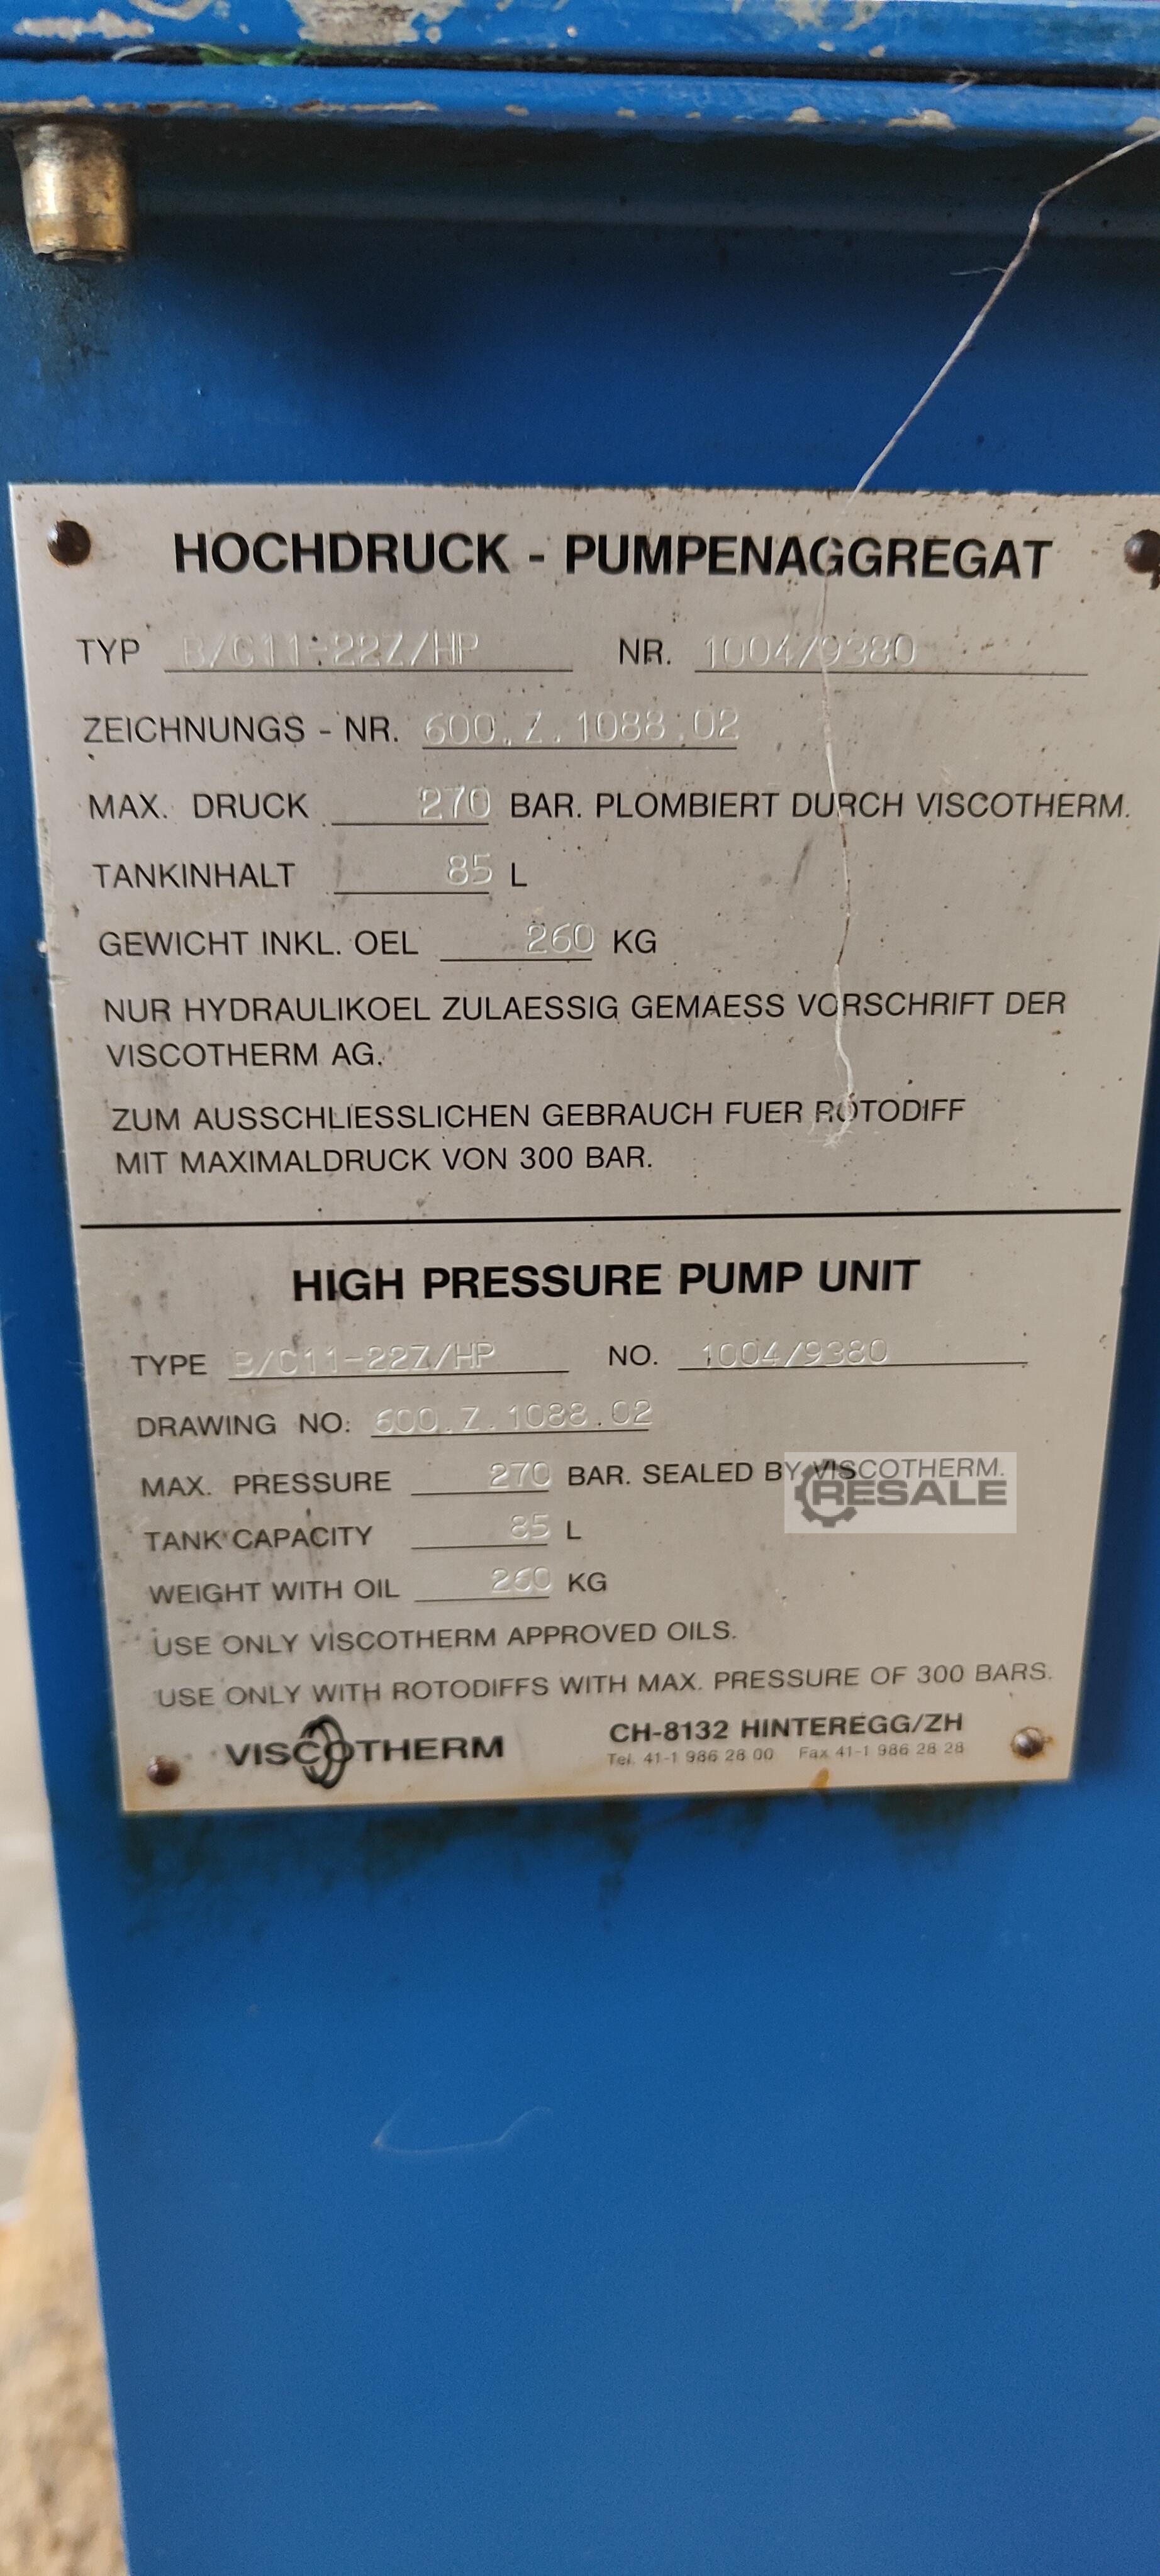 HOCHDRUCK - PUMPENAGGREGAT
TYP B/C11-22Z/HP NR. 1004/9380
ZEICHNUNGS - NR. 600.Z.1088.02
MAX. DRUCK 270 BAR. PLOMBIERT DURCH VISCOTHERM.
TANKINHALT 85 L
GEWICHT INKL. OEL 260 KG
NUR HYDRAULIKOEL ZULAESSIG GEMAESS VORSCHRIFT DER
VISCOTHERM AG.
ZUM AUSSCHLIESSLICHEN GEBRAUCH FUER ROTODIFF
MIT MAXIMALDRUCK VON 300 BAR.
HIGH PRESSURE PUMP UNIT
TYPE B/C11-22Z/HP NO. 1004/9380
DRAWING NO: 600.Z.1088.02
MAX. PRESSURE 270 BAR. SEALED BY VISCOTHERM.
RESALE
TANK CAPACITY 85 L
WEIGHT WITH OIL 260 KG
USE ONLY VISCOTHERM APPROVED OILS.
USE ONLY WITH ROTODIFFS WITH MAX. PRESSURE OF 300 BARS.
VISCOTHERM CH-8132 HINTEREGG/ZH
Tel. 41-1 986 28 00 Fax 41-1 986 28 28